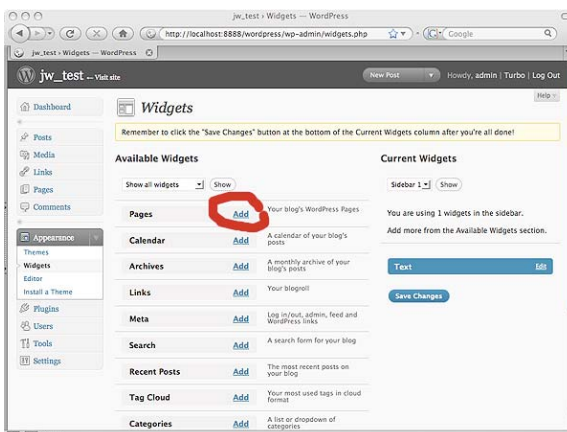 jw_test › Widgets — WordPress
http://localhost:8888/wordpress/wp-admin/widgets.php
Google
jw_test › Widgets — WordPress
jw_test — Visit site
New Post
Howdy, admin | Turbo | Log Out
Help
Dashboard
Posts
Media
Links
Pages
Comments
Appearance
Themes
Widgets
Editor
Install a Theme
Plugins
Users
Tools
Settings
Widgets
Remember to click the "Save Changes" button at the bottom of the Current Widgets column after you're all done!
Available Widgets
Show all widgets
Show
Pages Add Your blog's WordPress Pages
Calendar Add A calendar of your blog's
posts
Archives Add A monthly archive of your
blog's posts
Links Add Your blogroll
Meta Add Log in/out, admin, feed and
WordPress links
Search Add A search form for your blog
Recent Posts Add The most recent posts on
your blog
Tag Cloud Add Your most used tags in cloud
format
Categories Add A list or dropdown of
categories
Current Widgets
Sidebar 1
Show
You are using 1 widgets in the sidebar.
Add more from the Available Widgets section.
Text Edit
Save Changes